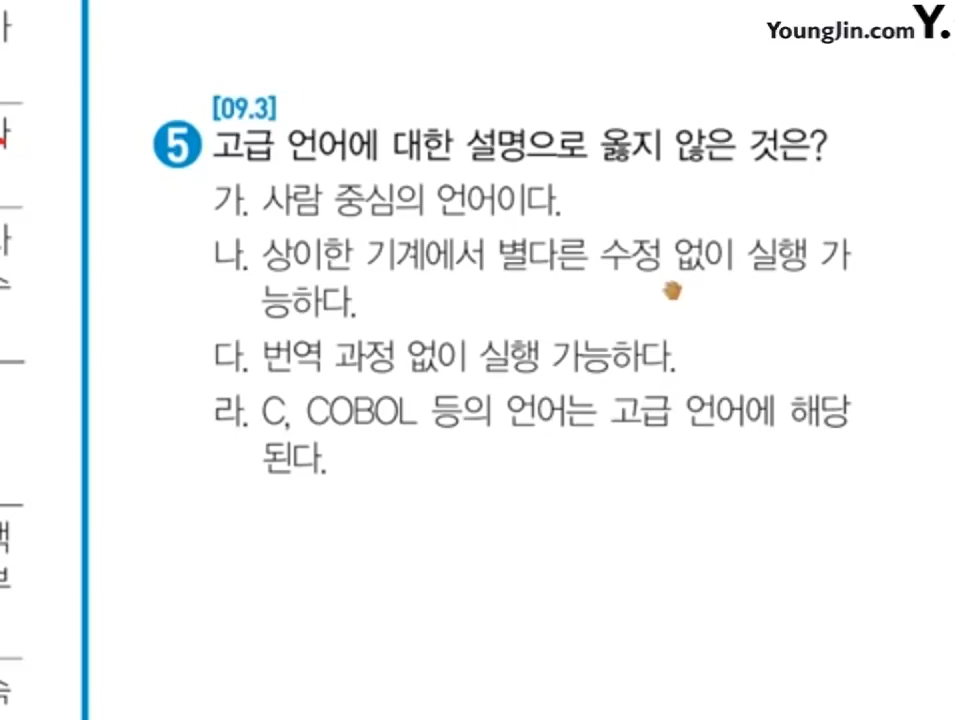 YoungJin.com Y.
[09.3]
5 고급 언어에 대한 설명으로 옳지 않은 것은?
가. 사람 중심의 언어이다.
나. 상이한 기계에서 별다른 수정 없이 실행 가
능하다.
다. 번역 과정 없이 실행 가능하다.
라. C, COBOL 등의 언어는 고급 언어에 해당
된다.